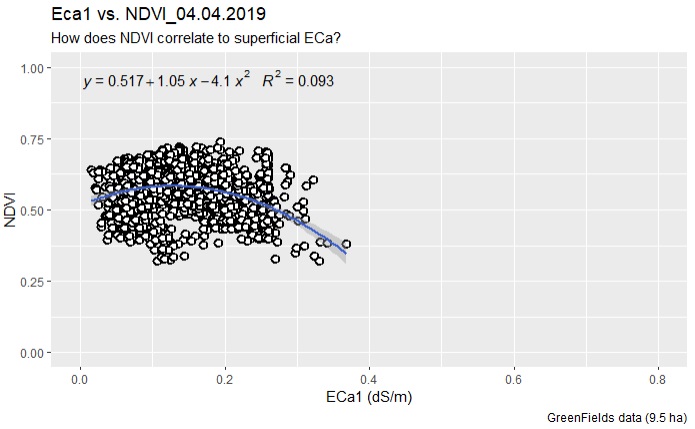 Eca1 vs. NDVI_04.04.2019
How does NDVI correlate to superficial ECa?
y = 0.517 + 1.05 x − 4.1 x² R² = 0.093
1.00
0.75
0.50
0.25
0.00
NDVI
0.0 0.2 0.4 0.6 0.8
ECa1 (dS/m)
GreenFields data (9.5 ha)